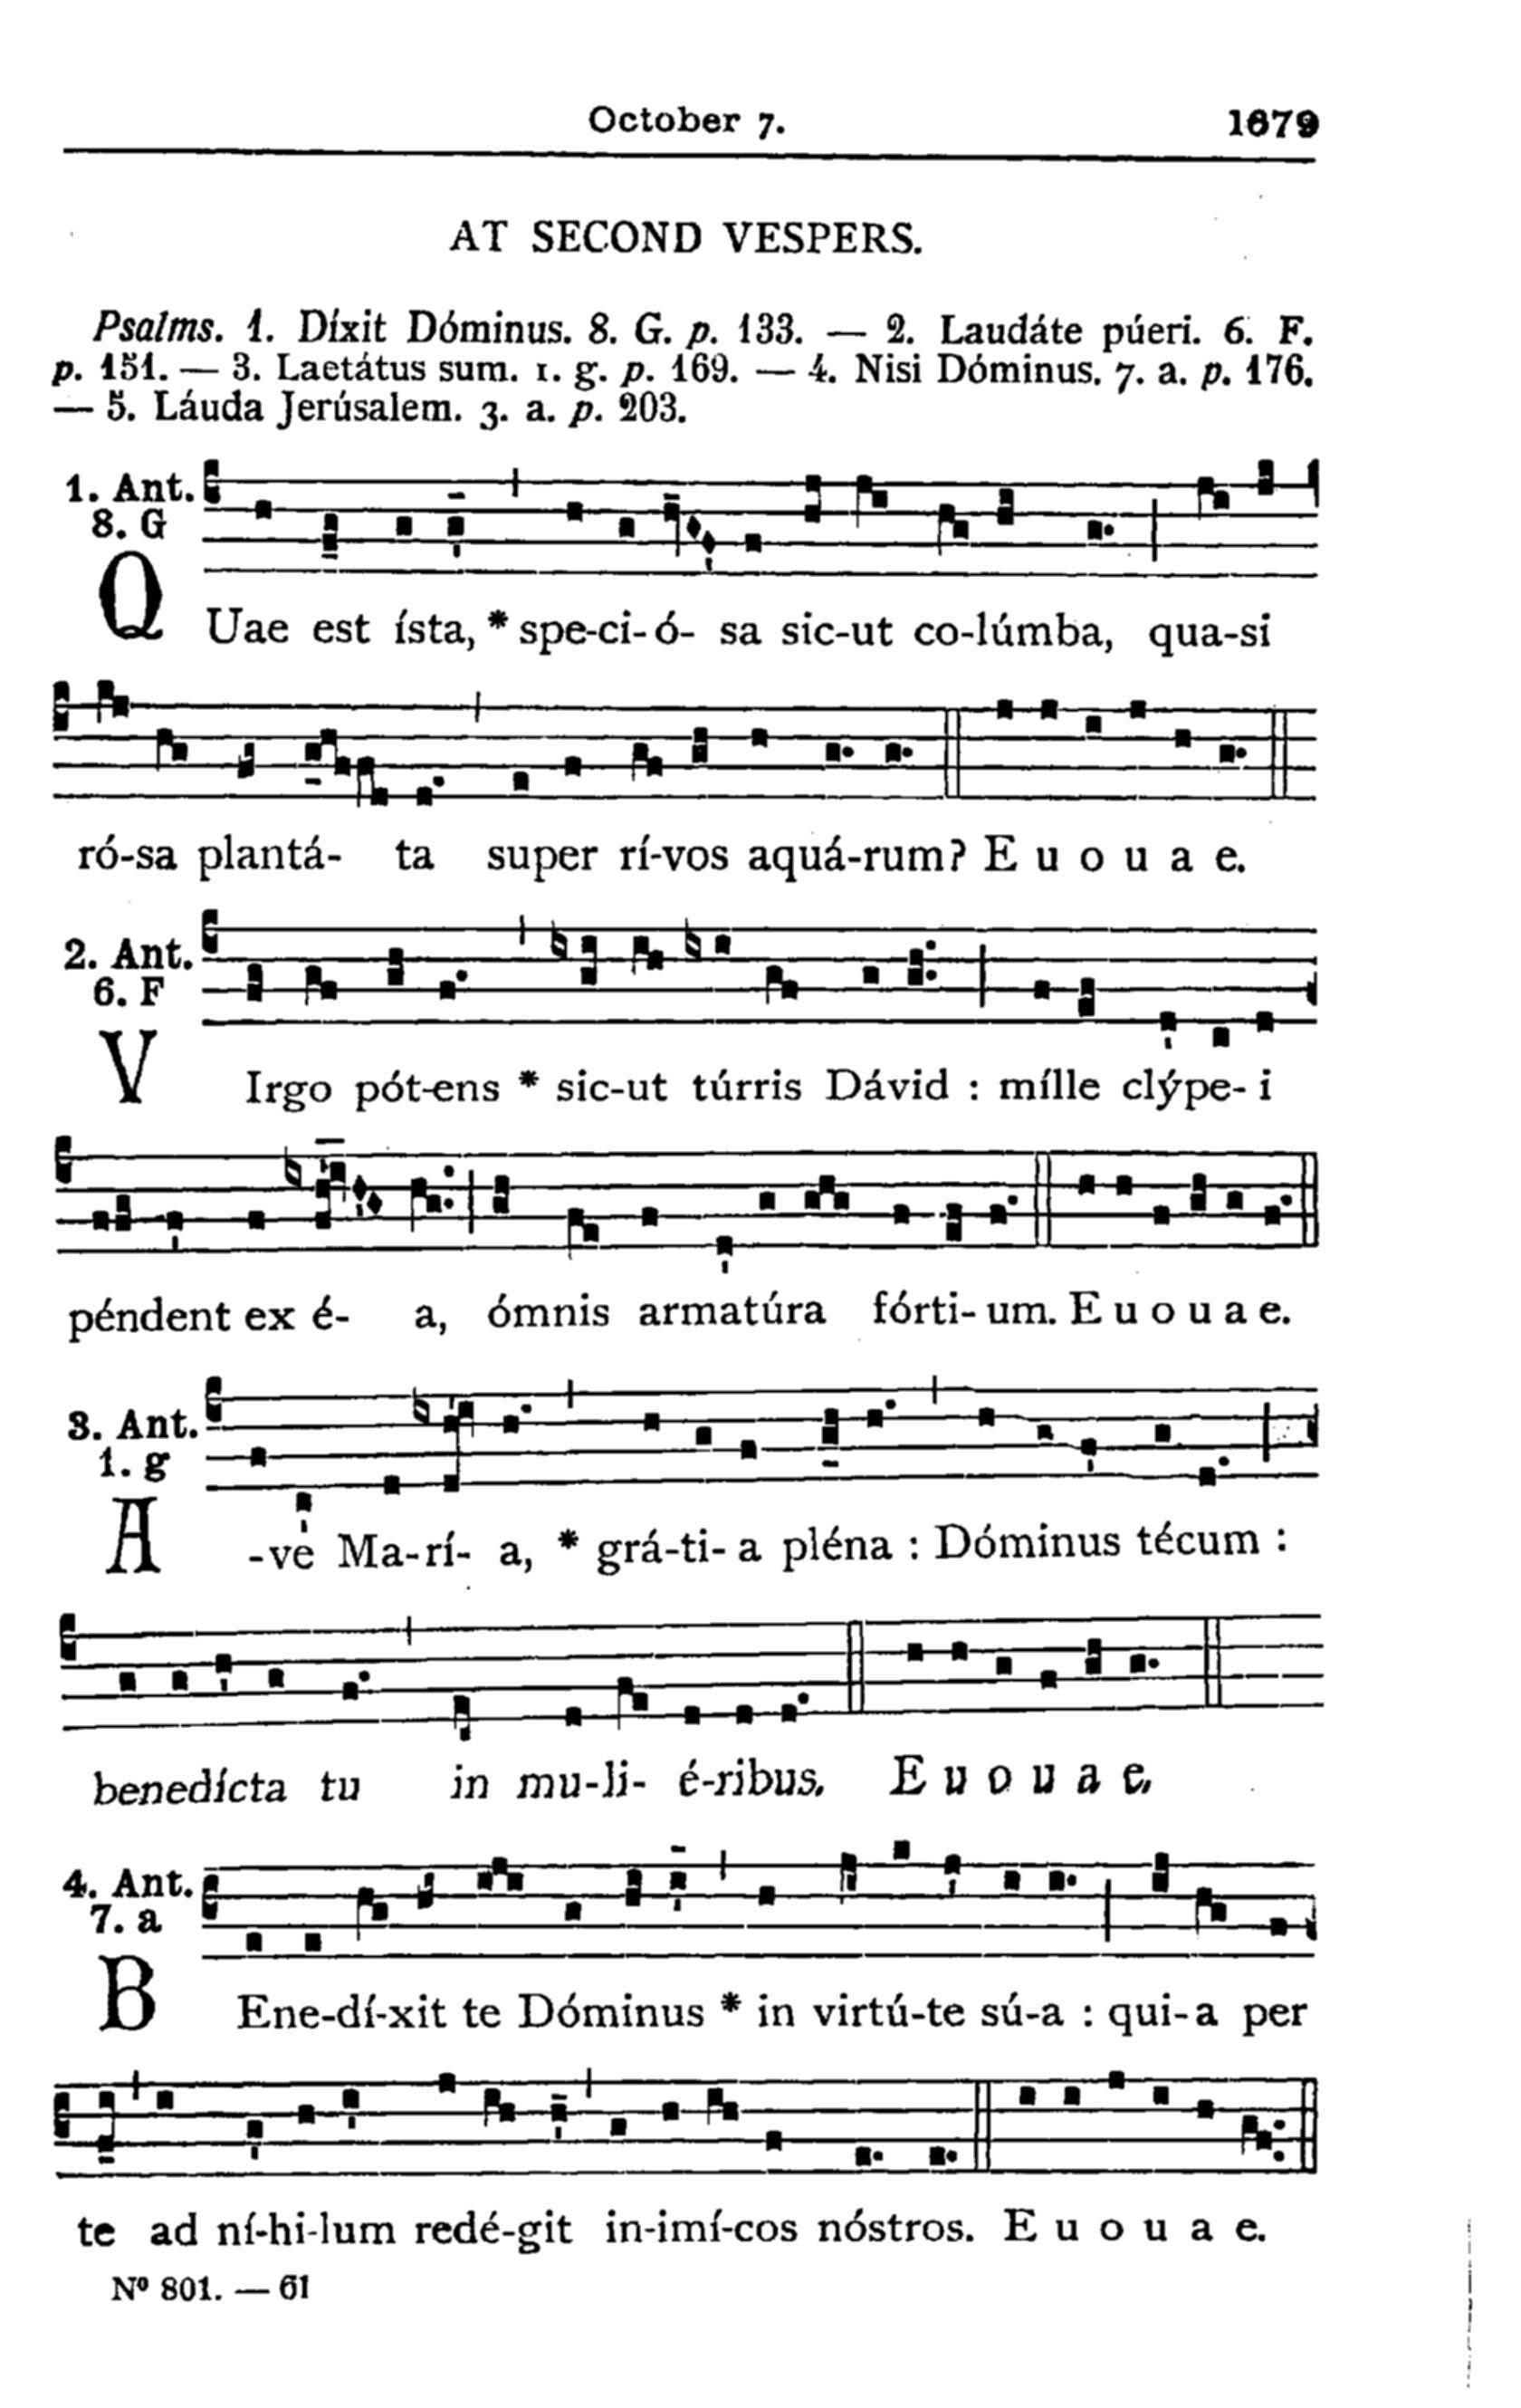 October 7.
1679
AT SECOND VESPERS.
Psalms. 1. Díxit Dóminus. 8. G. p. 133. — 2. Laudáte púeri. 6. F.
p. 151. — 3. Laetátus sum. 1. g. p. 169. — 4. Nisi Dóminus. 7. a. p. 176.
— 5. Láuda Jerúsalem. 3. a. p. 203.
1. Ant.
8. G
QUae est ísta, * spe-ci-ó- sa sic-ut co-lúmba, qua-si
ró-sa plantá- ta super rí-vos aquá-rum? E u o u a e.
2. Ant.
6. F
VIrgo pót-ens * sic-ut túrris Dávid : mílle clýpe- i
péndent ex é- a, ómnis armatúra fórti- um. E u o u a e.
3. Ant.
1. g
A-ve Ma-rí- a, * grá-ti- a pléna : Dóminus técum :
benedícta tu in mu-li- é-ribus. E u o u a e.
4. Ant.
7. a
BEne-dí-xit te Dóminus * in virtú-te sú-a : qui- a per
te ad ní-hi-lum redé-git in-imí-cos nóstros. E u o u a e.
Nº 801. — 61